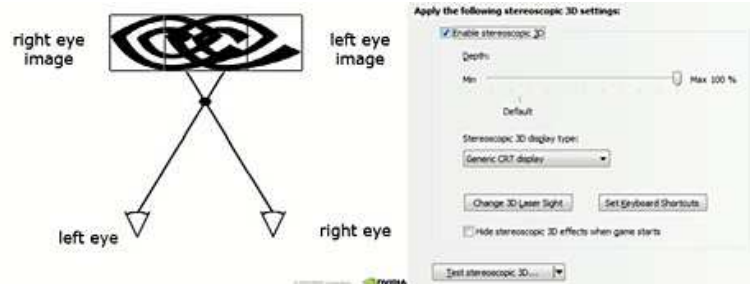 right eye
image
left eye
image
left eye
right eye
NVIDIA
Apply the following stereoscopic 3D settings:
Enable stereoscopic 3D
Depth:
Min
Max 100 %
Default
Stereoscopic 3D display type:
Generic CRT display
Change 3D Laser Sight
Set Keyboard Shortcuts
Hide stereoscopic 3D effects when game starts
Test stereoscopic 3D...